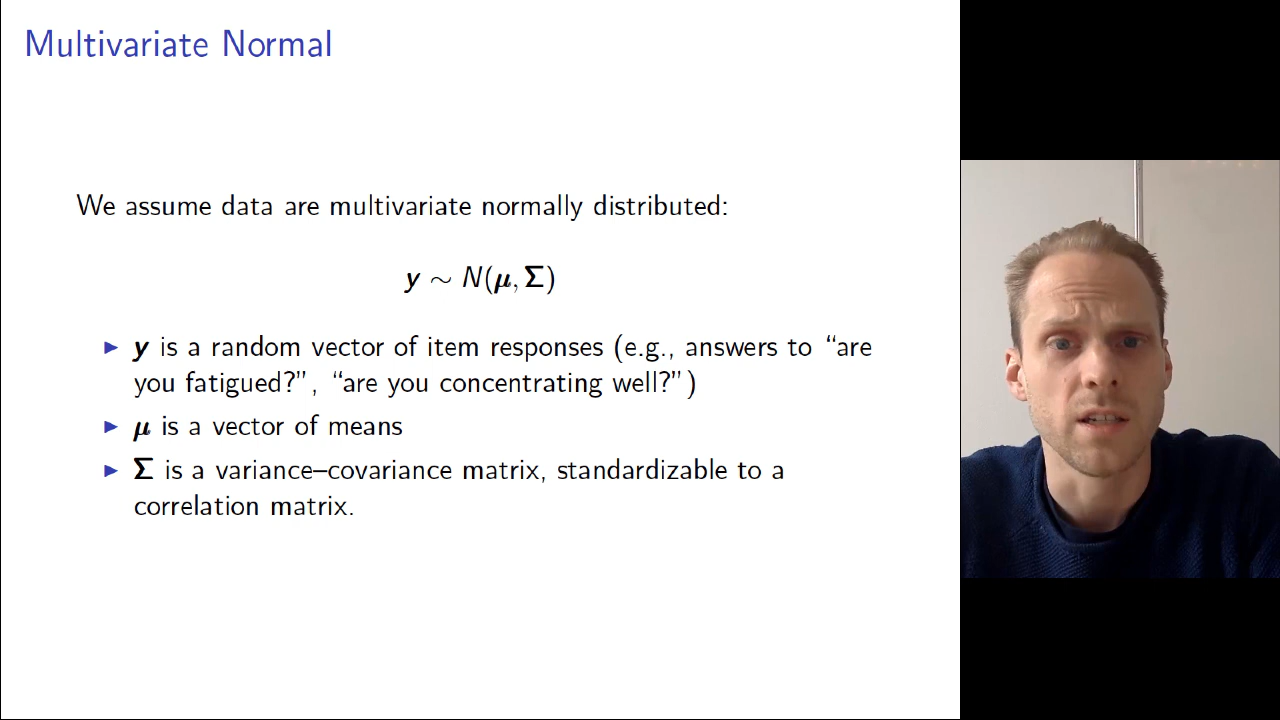 Multivariate Normal
We assume data are multivariate normally distributed:
y ∼ N(μ, Σ)
▶ y is a random vector of item responses (e.g., answers to “are
you fatigued?”, “are you concentrating well?”)
▶ μ is a vector of means
▶ Σ is a variance–covariance matrix, standardizable to a
correlation matrix.